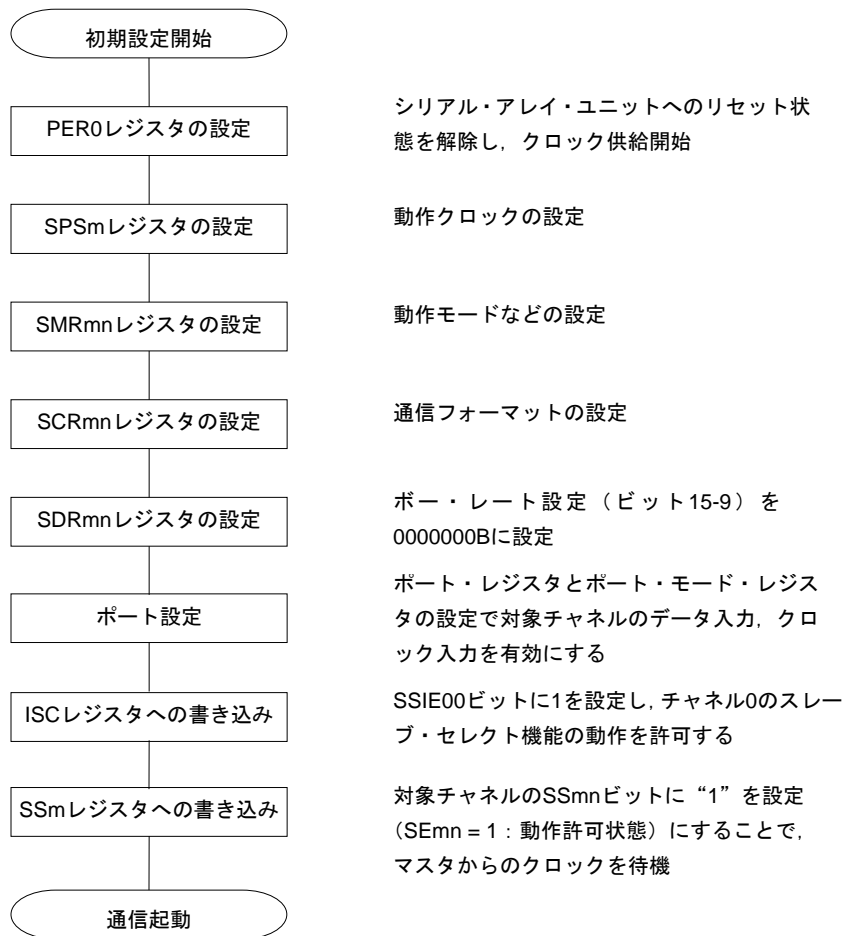 初期設定開始
PER0レジスタの設定
シリアル・アレイ・ユニットへのリセット状
態を解除し，クロック供給開始
SPSmレジスタの設定
動作クロックの設定
SMRmnレジスタの設定
動作モードなどの設定
SCRmnレジスタの設定
通信フォーマットの設定
SDRmnレジスタの設定
ボー・レート設定（ビット15-9）を
0000000Bに設定
ポート設定
ポート・レジスタとポート・モード・レジス
タの設定で対象チャネルのデータ入力，クロ
ック入力を有効にする
ISCレジスタへの書き込み
SSIE00ビットに1を設定し，チャネル0のスレー
ブ・セレクト機能の動作を許可する
SSmレジスタへの書き込み
対象チャネルのSSmnビットに“1”を設定
（SEmn = 1：動作許可状態）にすることで，
マスタからのクロックを待機
通信起動